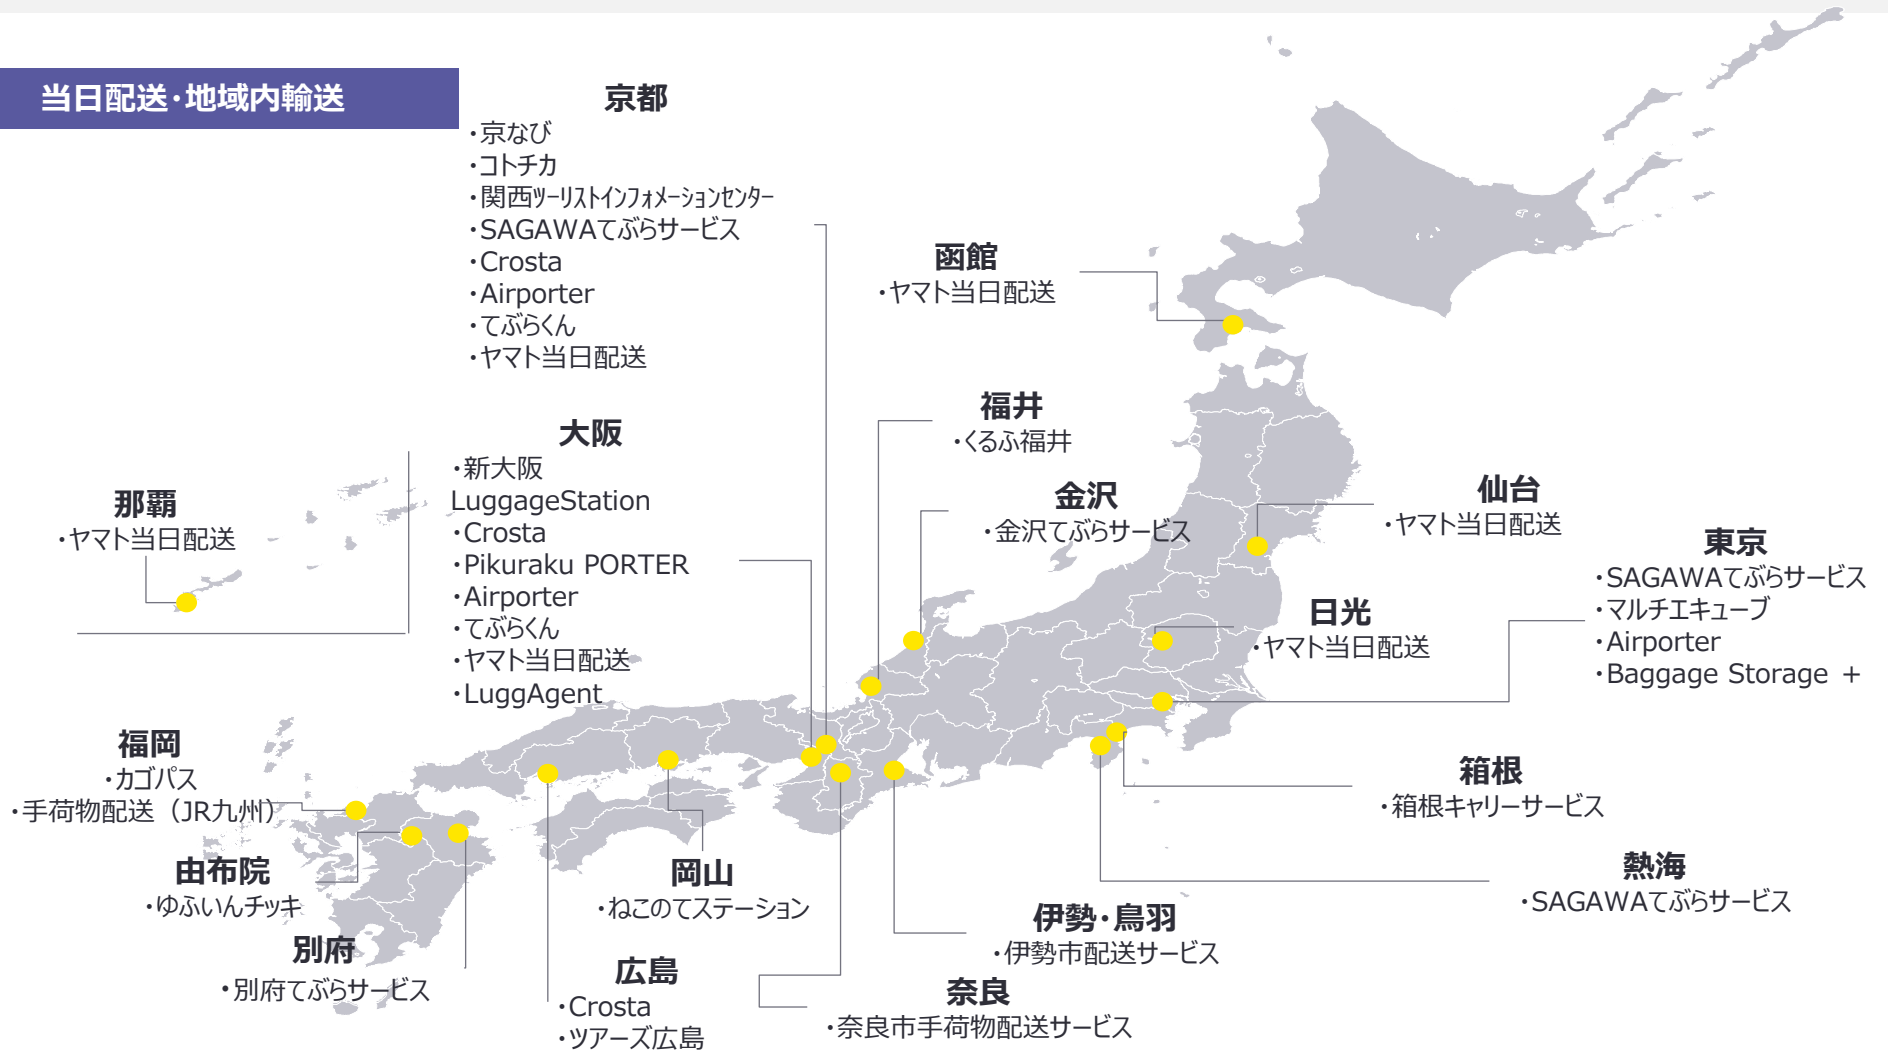 当日配送・地域内輸送
京都
・京なび
・コトチカ
・関西ﾂｰﾘｽﾄｲﾝﾌｫﾒｰｼｮﾝｾﾝﾀｰ
・SAGAWAてぶらサービス
・Crosta
・Airporter
・てぶらくん
・ヤマト当日配送
函館
・ヤマト当日配送
福井
・くるふ福井
大阪
・新大阪
LuggageStation
・Crosta
・Pikuraku PORTER
・Airporter
・てぶらくん
・ヤマト当日配送
・LuggAgent
那覇
・ヤマト当日配送
金沢
・金沢てぶらサービス
仙台
・ヤマト当日配送
東京
・SAGAWAてぶらサービス
・マルチエキューブ
・Airporter
・Baggage Storage +
日光
・ヤマト当日配送
福岡
・カゴパス
・手荷物配送（JR九州）
箱根
・箱根キャリーサービス
由布院
・ゆふいんチッキ
岡山
・ねこのてステーション
熱海
・SAGAWAてぶらサービス
伊勢・鳥羽
・伊勢市配送サービス
別府
・別府てぶらサービス
広島
・Crosta
・ツアーズ広島
奈良
・奈良市手荷物配送サービス